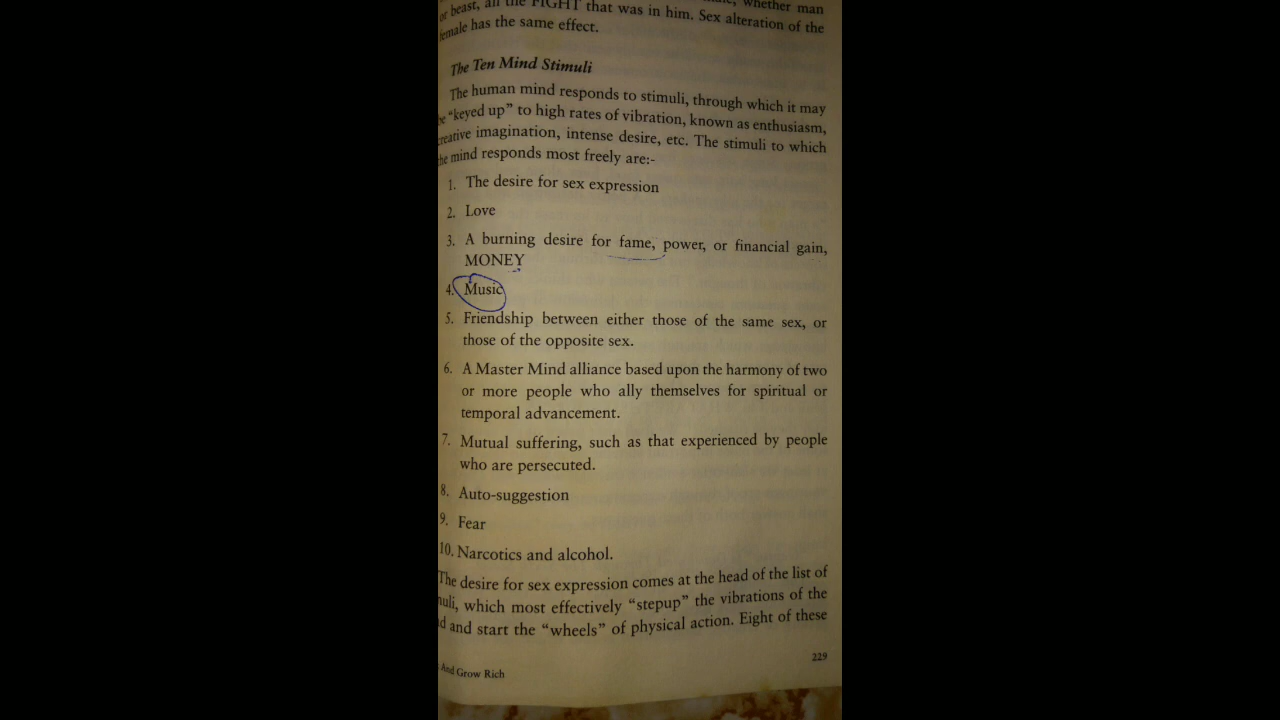 or beast, all the FIGHT that was in him. Sex alteration of the
female has the same effect.
The Ten Mind Stimuli
The human mind responds to stimuli, through which it may
be "keyed up" to high rates of vibration, known as enthusiasm,
creative imagination, intense desire, etc. The stimuli to which
the mind responds most freely are:-
1. The desire for sex expression
2. Love
3. A burning desire for fame, power, or financial gain,
MONEY
4. Music
5. Friendship between either those of the same sex, or
those of the opposite sex.
6. A Master Mind alliance based upon the harmony of two
or more people who ally themselves for spiritual or
temporal advancement.
7. Mutual suffering, such as that experienced by people
who are persecuted.
8. Auto-suggestion
9. Fear
10. Narcotics and alcohol.
The desire for sex expression comes at the head of the list of
muli, which most effectively "stepup" the vibrations of the
d and start the "wheels" of physical action. Eight of these
229
And Grow Rich